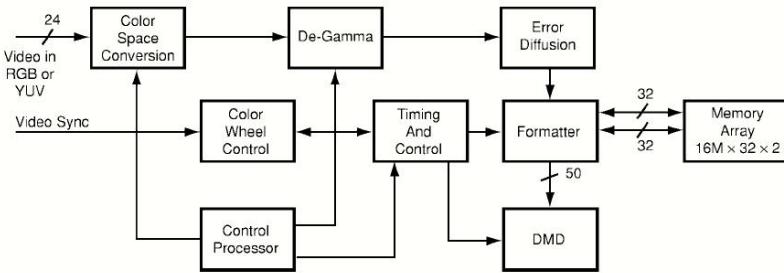 24
Video in
RGB or
YUV
Color
Space
Conversion
De-Gamma
Error
Diffusion
Video Sync
Color
Wheel
Control
Timing
And
Control
Formatter
32
32
Memory
Array
16M × 32 × 2
50
Control
Processor
DMD